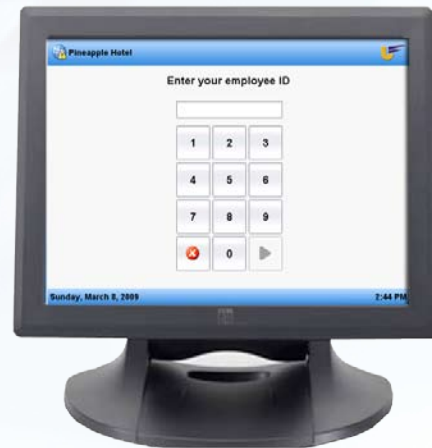 Pineapple Hotel
Enter your employee ID
1 2 3
4 5 6
7 8 9
0
Sunday, March 8, 2009 2:44 PM